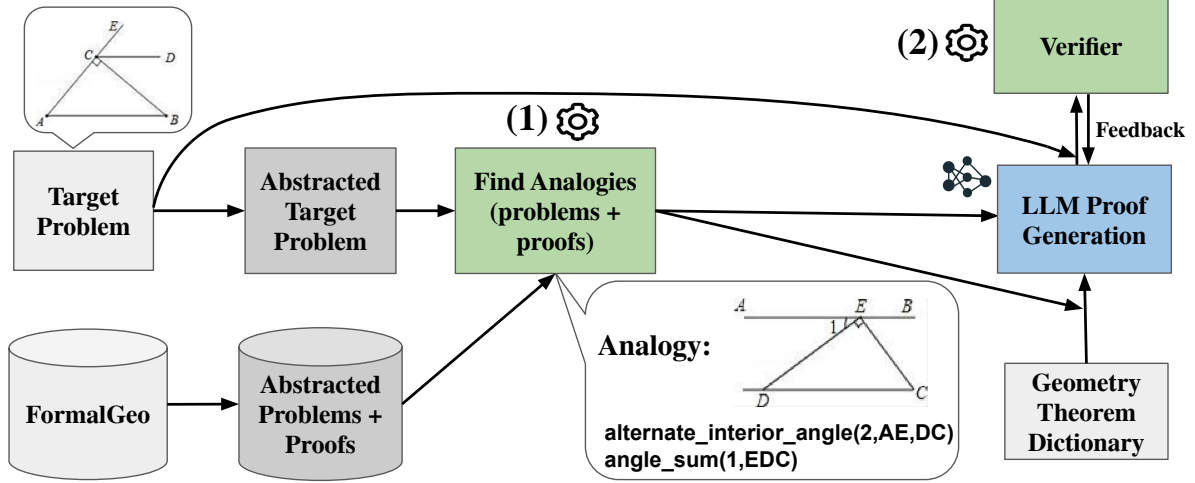 E
C
D
A
B
(2)
Verifier
(1)
Feedback
Target
Problem
Abstracted
Target
Problem
Find Analogies
(problems +
proofs)
LLM Proof
Generation
A
E
B
1
Analogy:
D
C
alternate_interior_angle(2,AE,DC)
angle_sum(1,EDC)
FormalGeo
Abstracted
Problems +
Proofs
Geometry
Theorem
Dictionary